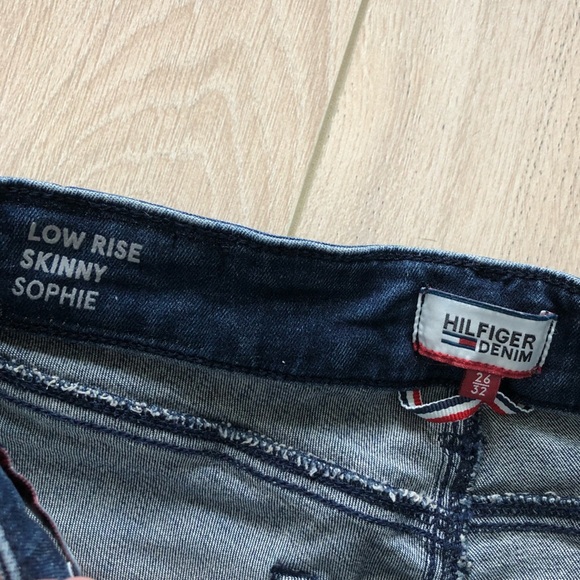 LOW RISE
SKINNY
SOPHIE
HILFIGER
DENIM
26
32